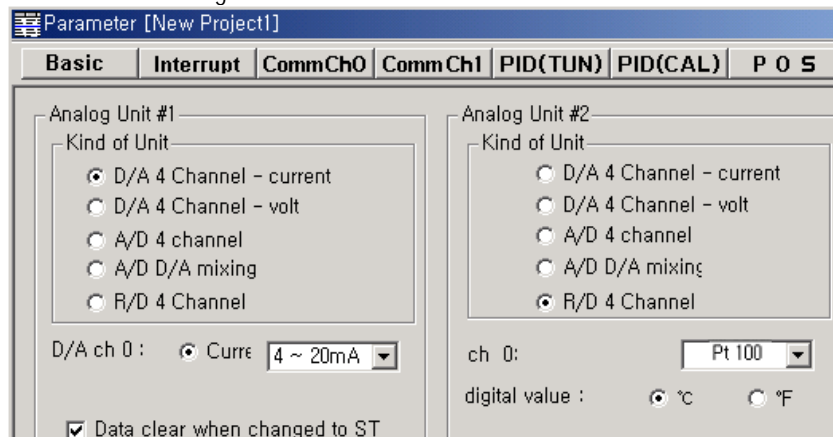 Parameter [New Project1]
Basic Interrupt CommCh0 CommCh1 PID(TUN) PID(CAL) P O S
Analog Unit #1
Kind of Unit
D/A 4 Channel - current
D/A 4 Channel - volt
A/D 4 channel
A/D D/A mixing
R/D 4 Channel
D/A ch 0 : Curre 4 ~ 20mA
Data clear when changed to ST
Analog Unit #2
Kind of Unit
D/A 4 Channel - current
D/A 4 Channel - volt
A/D 4 channel
A/D D/A mixing
R/D 4 Channel
ch 0: Pt 100
digital value : ℃ ℉